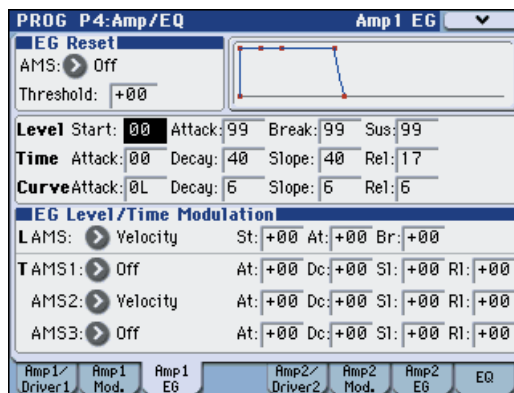 PROG P4:Amp/EQ Amp1 EG
EG Reset
AMS: Off
Threshold: +00
Level Start: 00 Attack: 99 Break: 99 Sus: 99
Time Attack: 00 Decay: 40 Slope: 40 Rel: 17
Curve Attack: 0L Decay: 6 Slope: 6 Rel: 6
EG Level/Time Modulation
L AMS: Velocity St: +00 At: +00 Br: +00
T AMS1: Off At: +00 Dc: +00 Sl: +00 Rl: +00
AMS2: Velocity At: +00 Dc: +00 Sl: +00 Rl: +00
AMS3: Off At: +00 Dc: +00 Sl: +00 Rl: +00
Amp1/Driver1 Amp1 Mod. Amp1 EG Amp2/Driver2 Amp2 Mod. Amp2 EG EQ